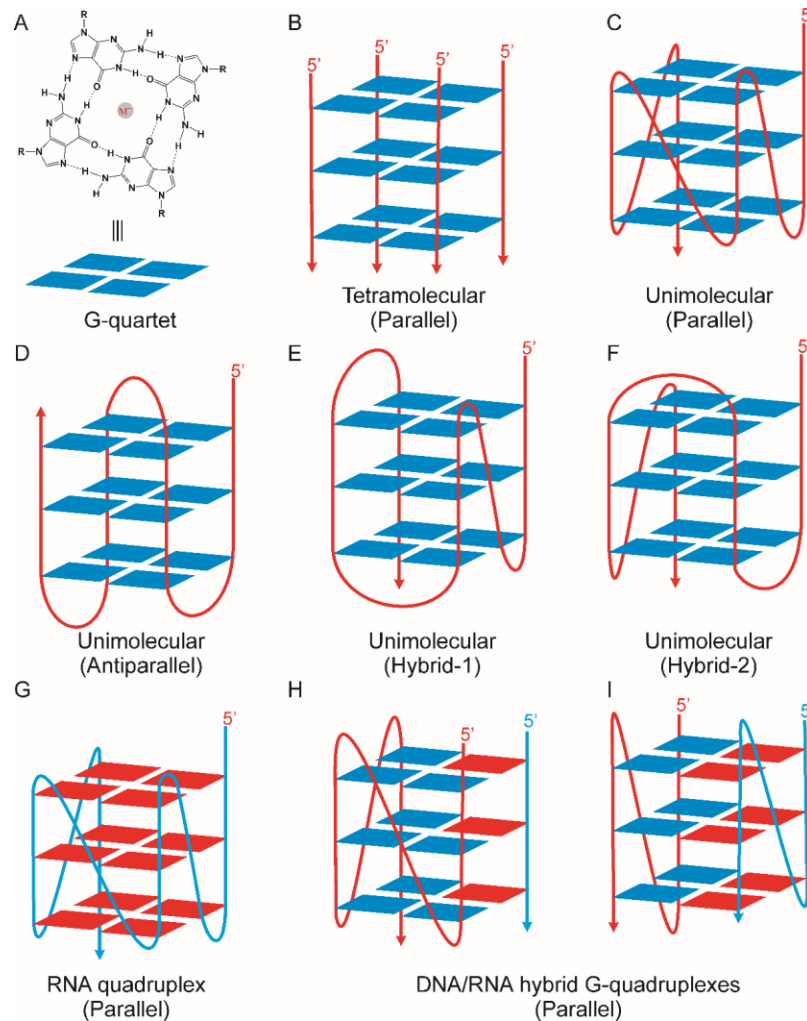 A
B
C
R
N
N
H
N
N
N
H
N
H
N
R
O
N
H
O
N
H
N
N
H
M⁺
H
N
H
N
N
N
O
O
H
N
N
H
R
N
N
H
N
H
N
N
N
R
G-quartet
5'
5'
5'
5'
Tetramolecular
(Parallel)
5'
5'
Unimolecular
(Parallel)
D
5'
Unimolecular
(Antiparallel)
E
5'
Unimolecular
(Hybrid-1)
F
5'
Unimolecular
(Hybrid-2)
G
5'
RNA quadruplex
(Parallel)
H
5'
5'
I
5'
5'
DNA/RNA hybrid G-quadruplexes
(Parallel)